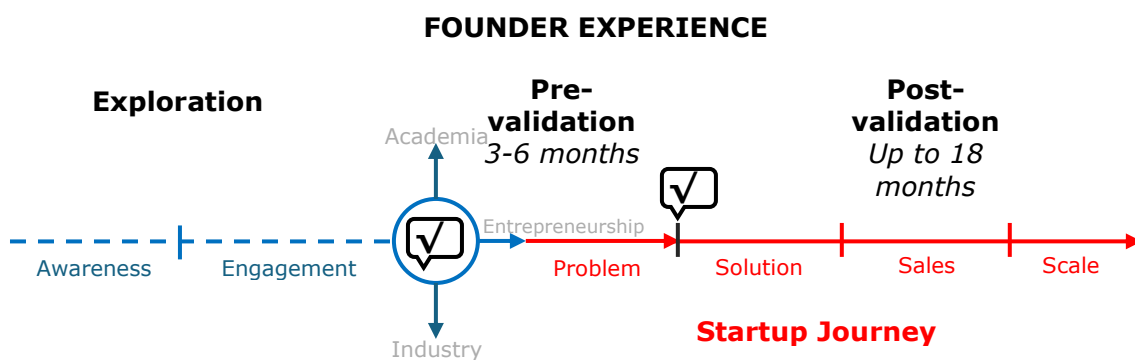 FOUNDER EXPERIENCE
Exploration
Pre-
validation
3-6 months
Post-
validation
Up to 18
months
Academia
√
√
Entrepreneurship
Awareness
Engagement
Problem
Solution
Sales
Scale
Startup Journey
Industry